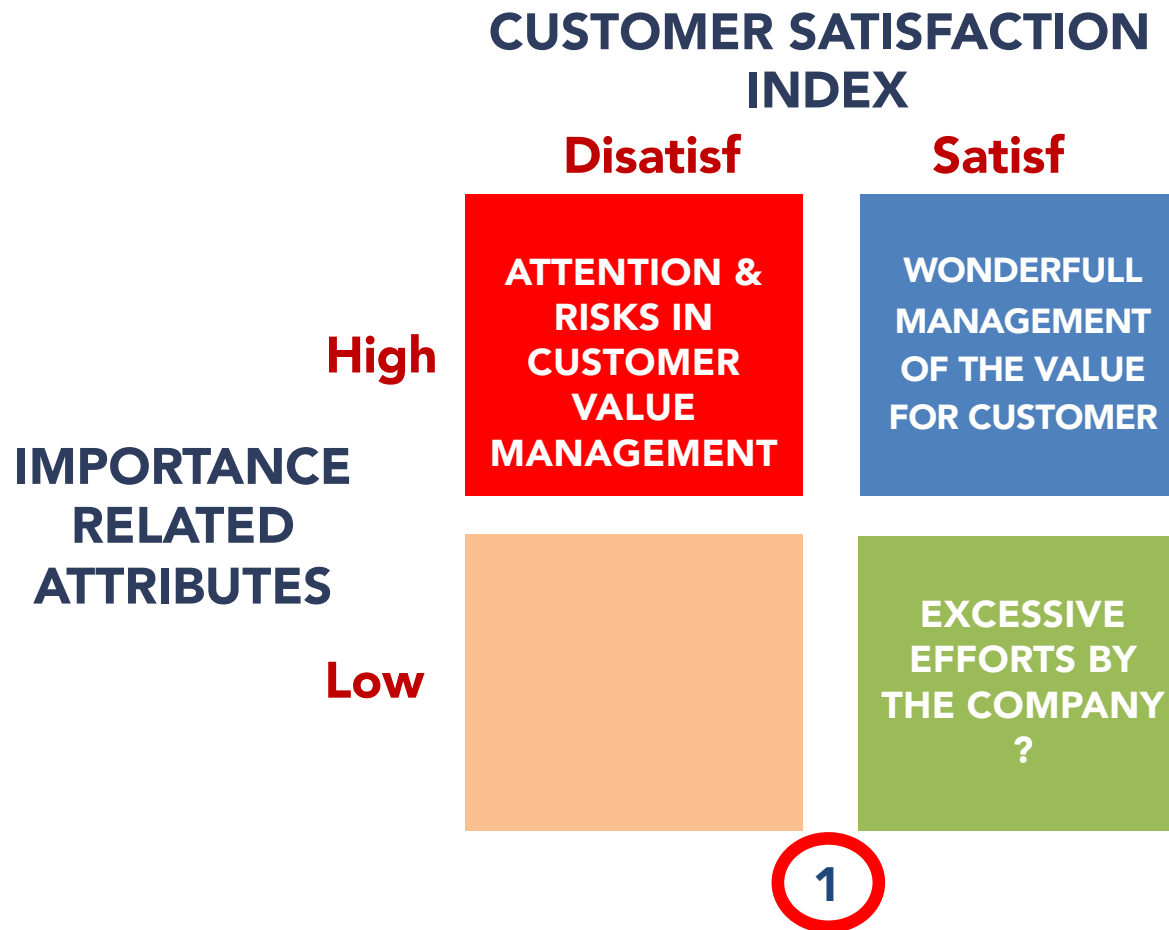 CUSTOMER SATISFACTION
INDEX
Disatisf
Satisf
High
ATTENTION &
RISKS IN
CUSTOMER
VALUE
MANAGEMENT
WONDERFULL
MANAGEMENT
OF THE VALUE
FOR CUSTOMER
IMPORTANCE
RELATED
ATTRIBUTES
Low
EXCESSIVE
EFFORTS BY
THE COMPANY
?
1